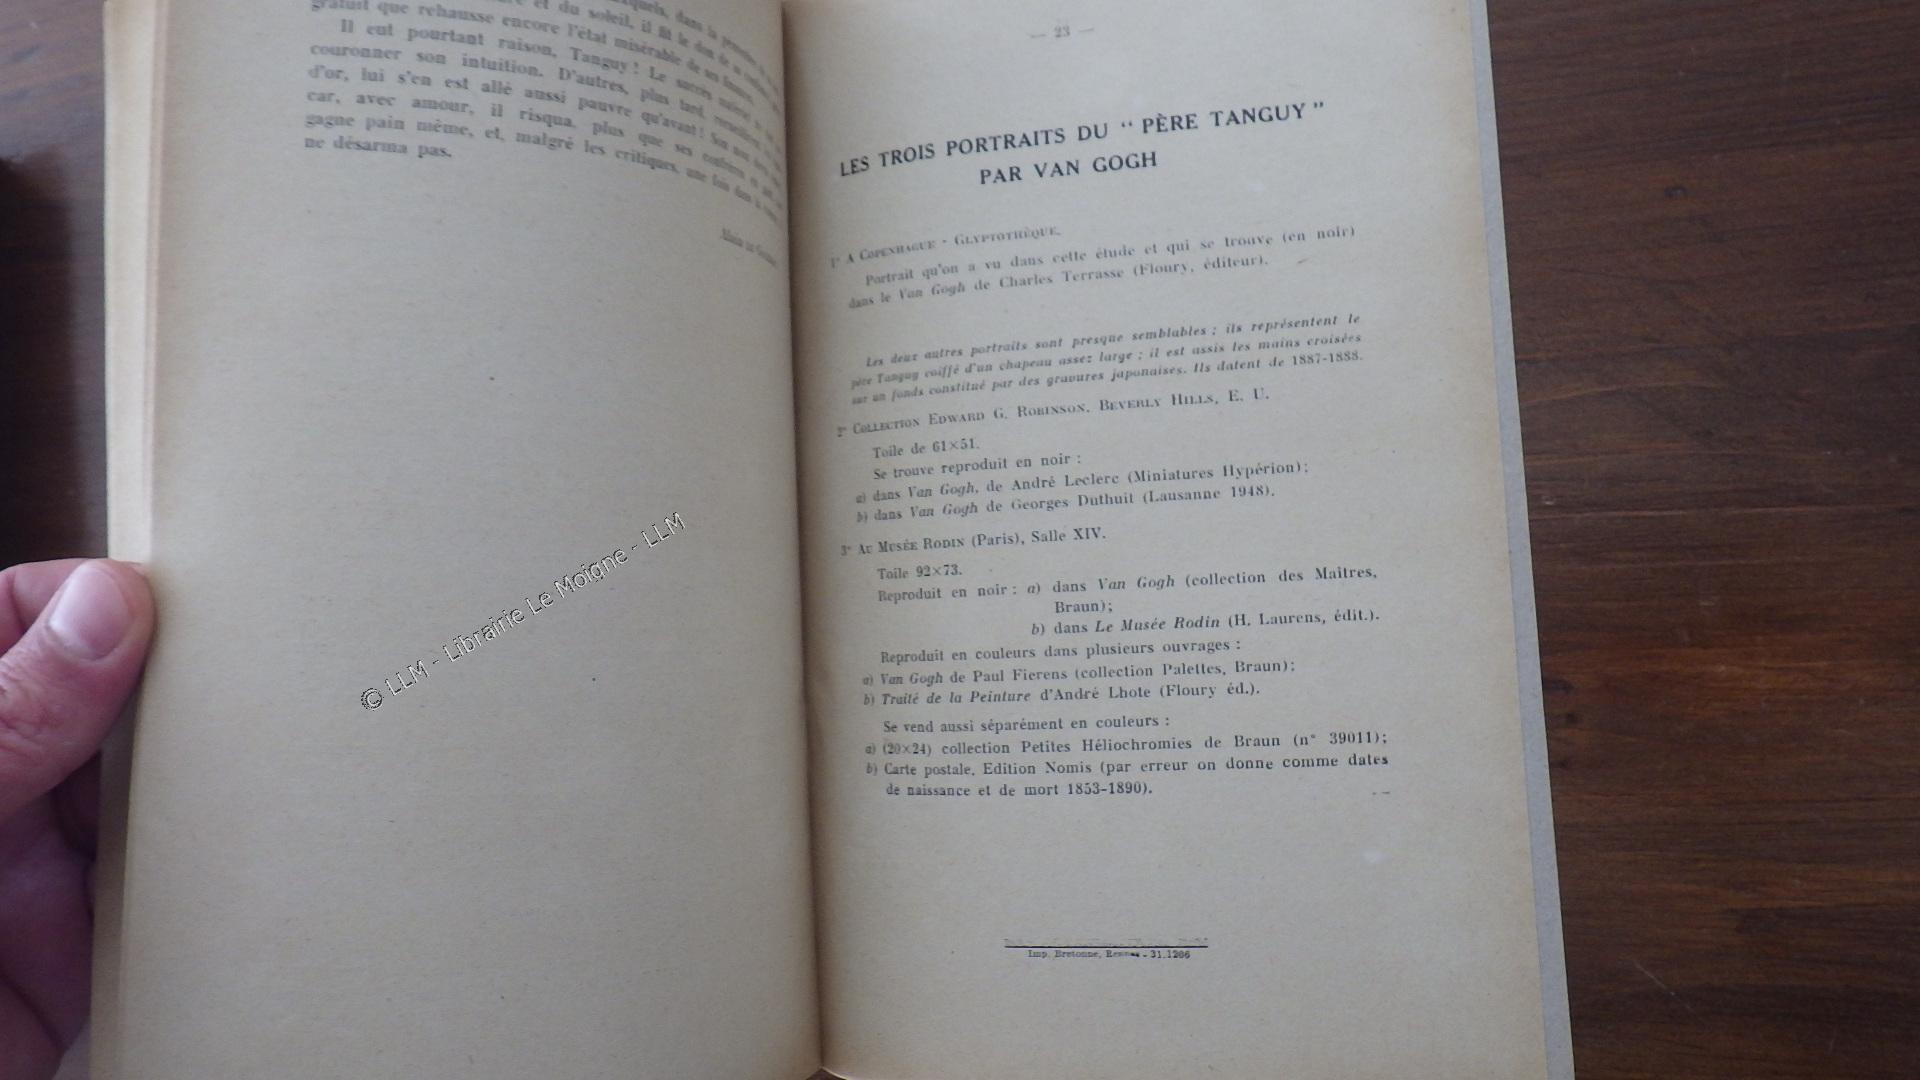 gratuit que rehausse encore l'état misérable de ses finances.
Il eut pourtant raison, Tanguy ! Le succès
couronner son intuition. D'autres, plus tard,
d'or, lui s'en est allé aussi pauvre qu'avant ! Son
car, avec amour, il risqua, plus que ses
gagne pain même, et, malgré les critiques, une fois dans
ne désarma pas.
© LLM - Librairie Le Moigne - LLM
— 23 —
LES TROIS PORTRAITS DU “ PÈRE TANGUY ”
PAR VAN GOGH
1° A COPENHAGUE - GLYPTOTHÈQUE.
Portrait qu'on a vu dans cette étude et qui se trouve (en noir)
dans le Van Gogh de Charles Terrasse (Floury, éditeur).
Les deux autres portraits sont presque semblables ; ils représentent le
père Tanguy coiffé d'un chapeau assez large ; il est assis les mains croisées
sur un fonds constitué par des gravures japonaises. Ils datent de 1887-1888.
2° COLLECTION EDWARD G. ROBINSON, BEVERLY HILLS, E. U.
Toile de 61×51.
Se trouve reproduit en noir :
a) dans Van Gogh, de André Leclerc (Miniatures Hypérion) ;
b) dans Van Gogh de Georges Duthuit (Lausanne 1948).
3° AU MUSÉE RODIN (Paris), Salle XIV.
Toile 92×73.
Reproduit en noir : a) dans Van Gogh (collection des Maîtres,
Braun) ;
b) dans Le Musée Rodin (H. Laurens, édit.).
Reproduit en couleurs dans plusieurs ouvrages :
a) Van Gogh de Paul Fierens (collection Palettes, Braun) ;
b) Traité de la Peinture d'André Lhote (Floury éd.).
Se vend aussi séparément en couleurs :
a) (20×24) collection Petites Héliochromies de Braun (n° 39011) ;
b) Carte postale, Edition Nomis (par erreur on donne comme dates
de naissance et de mort 1853-1890).
Imp. Bretonne, Rennes - 31.1206